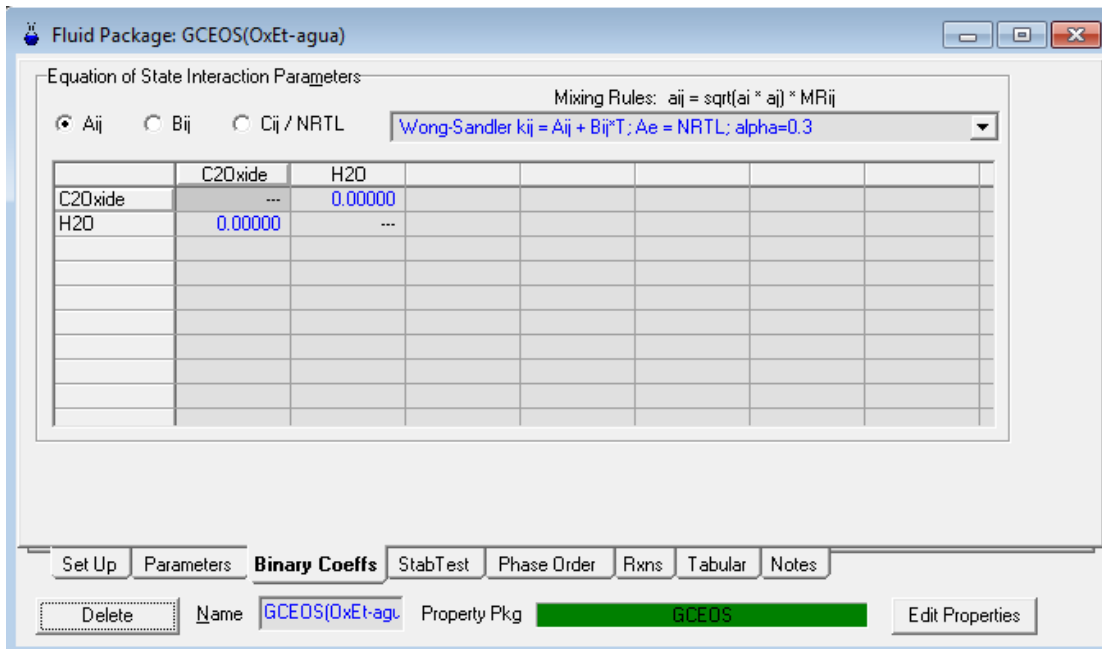 Fluid Package: GCEOS(OxEt-agua)
Equation of State Interaction Parameters
Mixing Rules: aij = sqrt(ai * aj) * MRij
Aij Bij Cij / NRTL Wong-Sandler kij = Aij + Bij*T; Ae = NRTL; alpha=0.3
C2Oxide H2O
C2Oxide --- 0.00000
H2O 0.00000 ---
Set Up Parameters Binary Coeffs StabTest Phase Order Rxns Tabular Notes
Delete Name GCEOS(OxEt-agu Property Pkg GCEOS Edit Properties